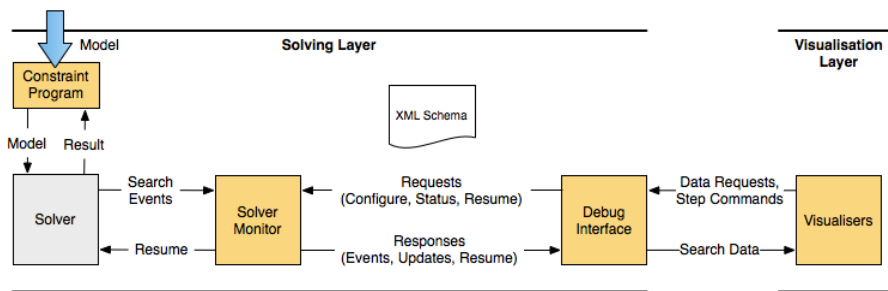 Model
Solving Layer
Visualisation
Layer
Constraint
Program
XML Schema
Model
Result
Solver
Search
Events
Resume
Solver
Monitor
Requests
(Configure, Status, Resume)
Responses
(Events, Updates, Resume)
Debug
Interface
Data Requests,
Step Commands
Search Data
Visualisers